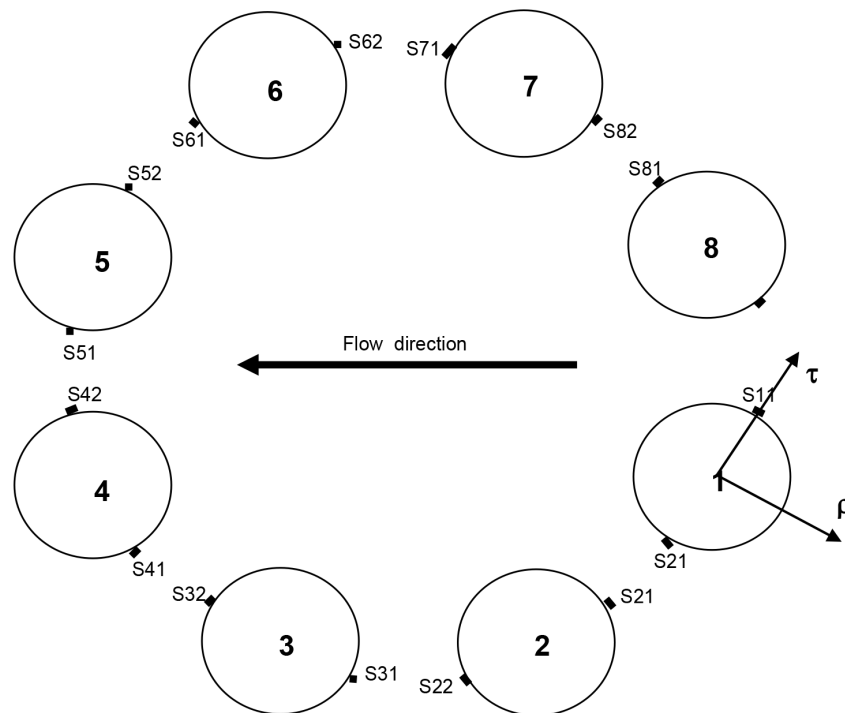 S62
S71
6
7
S61
S82
S52
S81
5
8
Flow direction
S51
τ
S42
S11
1
ρ
4
S21
S41
S32
S21
3
2
S31
S22